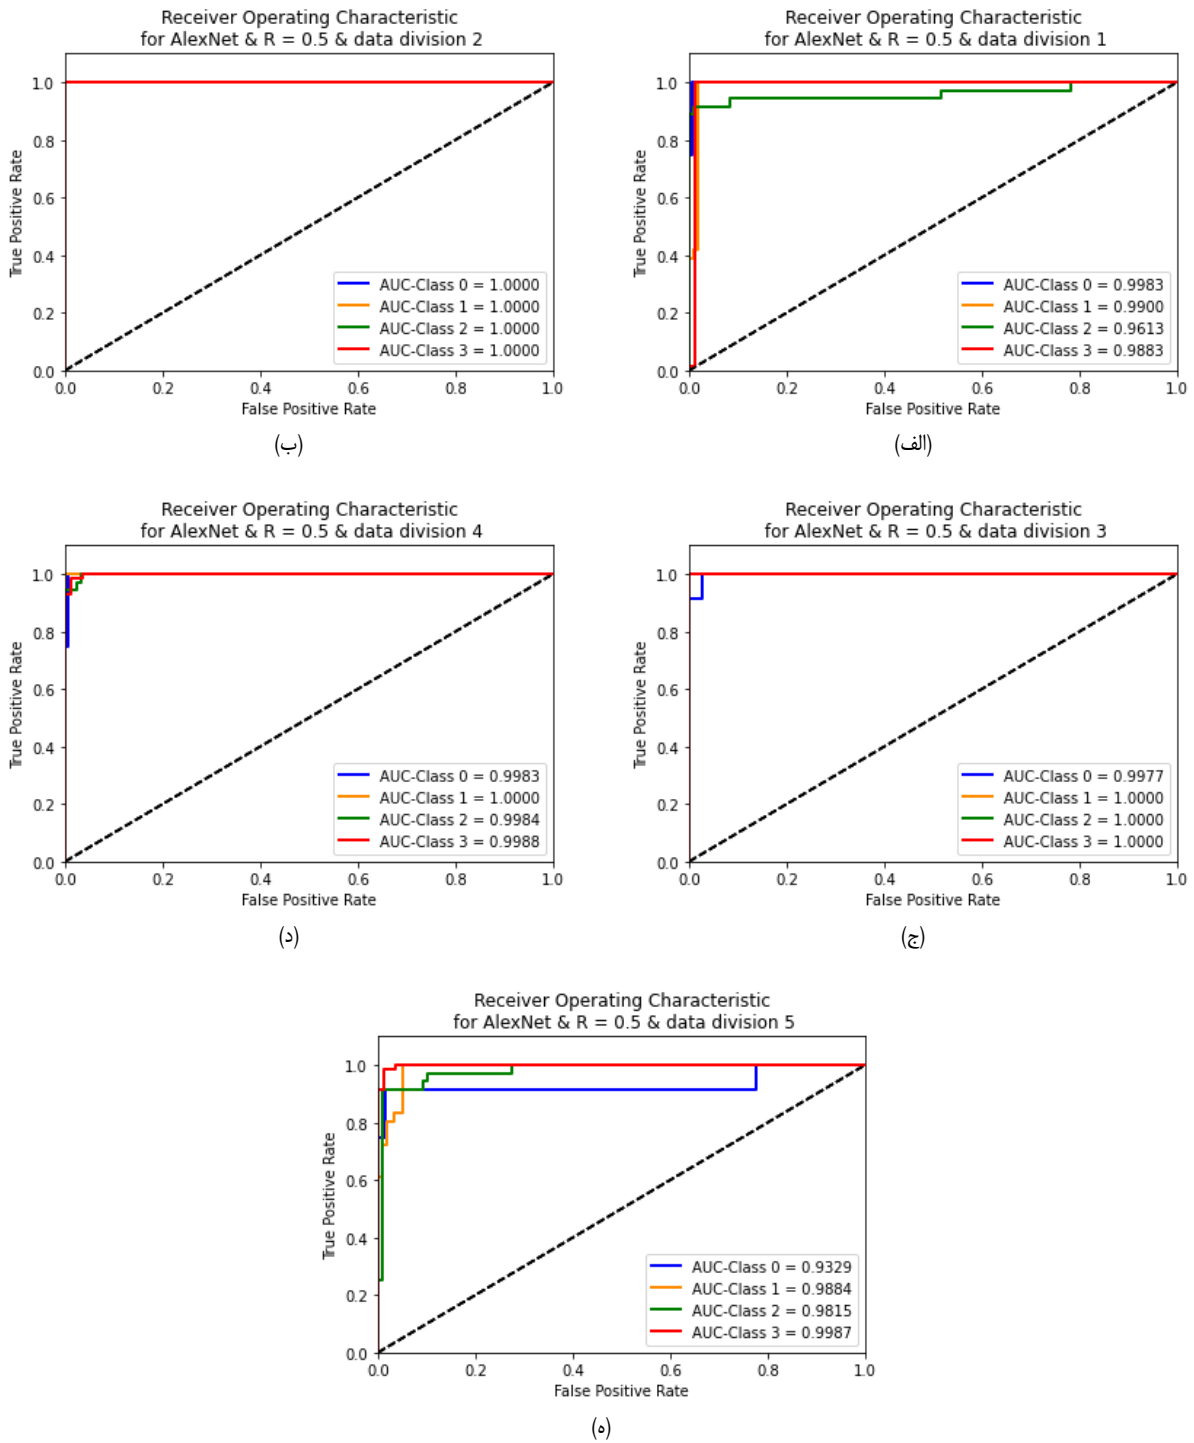 Receiver Operating Characteristic
for AlexNet & R = 0.5 & data division 1
True Positive Rate
1.0
0.8
0.6
0.4
0.2
0.0
AUC-Class 0 = 0.9983
AUC-Class 1 = 0.9900
AUC-Class 2 = 0.9613
AUC-Class 3 = 0.9883
0.0 0.2 0.4 0.6 0.8 1.0
False Positive Rate
(الف)
Receiver Operating Characteristic
for AlexNet & R = 0.5 & data division 2
True Positive Rate
1.0
0.8
0.6
0.4
0.2
0.0
AUC-Class 0 = 1.0000
AUC-Class 1 = 1.0000
AUC-Class 2 = 1.0000
AUC-Class 3 = 1.0000
0.0 0.2 0.4 0.6 0.8 1.0
False Positive Rate
(ب)
Receiver Operating Characteristic
for AlexNet & R = 0.5 & data division 3
True Positive Rate
1.0
0.8
0.6
0.4
0.2
0.0
AUC-Class 0 = 0.9977
AUC-Class 1 = 1.0000
AUC-Class 2 = 1.0000
AUC-Class 3 = 1.0000
0.0 0.2 0.4 0.6 0.8 1.0
False Positive Rate
(ج)
Receiver Operating Characteristic
for AlexNet & R = 0.5 & data division 4
True Positive Rate
1.0
0.8
0.6
0.4
0.2
0.0
AUC-Class 0 = 0.9983
AUC-Class 1 = 1.0000
AUC-Class 2 = 0.9984
AUC-Class 3 = 0.9988
0.0 0.2 0.4 0.6 0.8 1.0
False Positive Rate
(د)
Receiver Operating Characteristic
for AlexNet & R = 0.5 & data division 5
True Positive Rate
1.0
0.8
0.6
0.4
0.2
0.0
AUC-Class 0 = 0.9329
AUC-Class 1 = 0.9884
AUC-Class 2 = 0.9815
AUC-Class 3 = 0.9987
0.0 0.2 0.4 0.6 0.8 1.0
False Positive Rate
(ه)